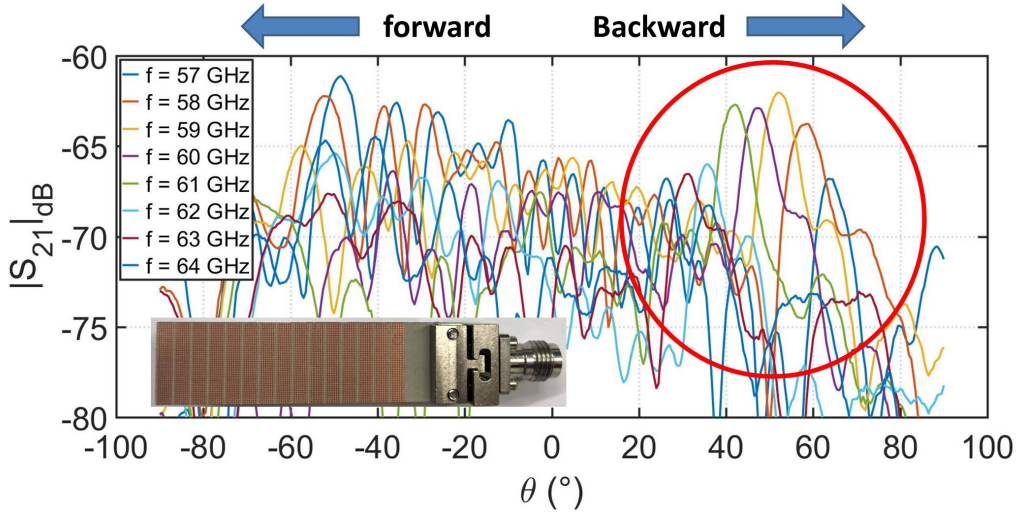 forward Backward
-60
-65
-70
-75
-80
|S21|dB
f = 57 GHz
f = 58 GHz
f = 59 GHz
f = 60 GHz
f = 61 GHz
f = 62 GHz
f = 63 GHz
f = 64 GHz
-100 -80 -60 -40 -20 0 20 40 60 80 100
θ (°)